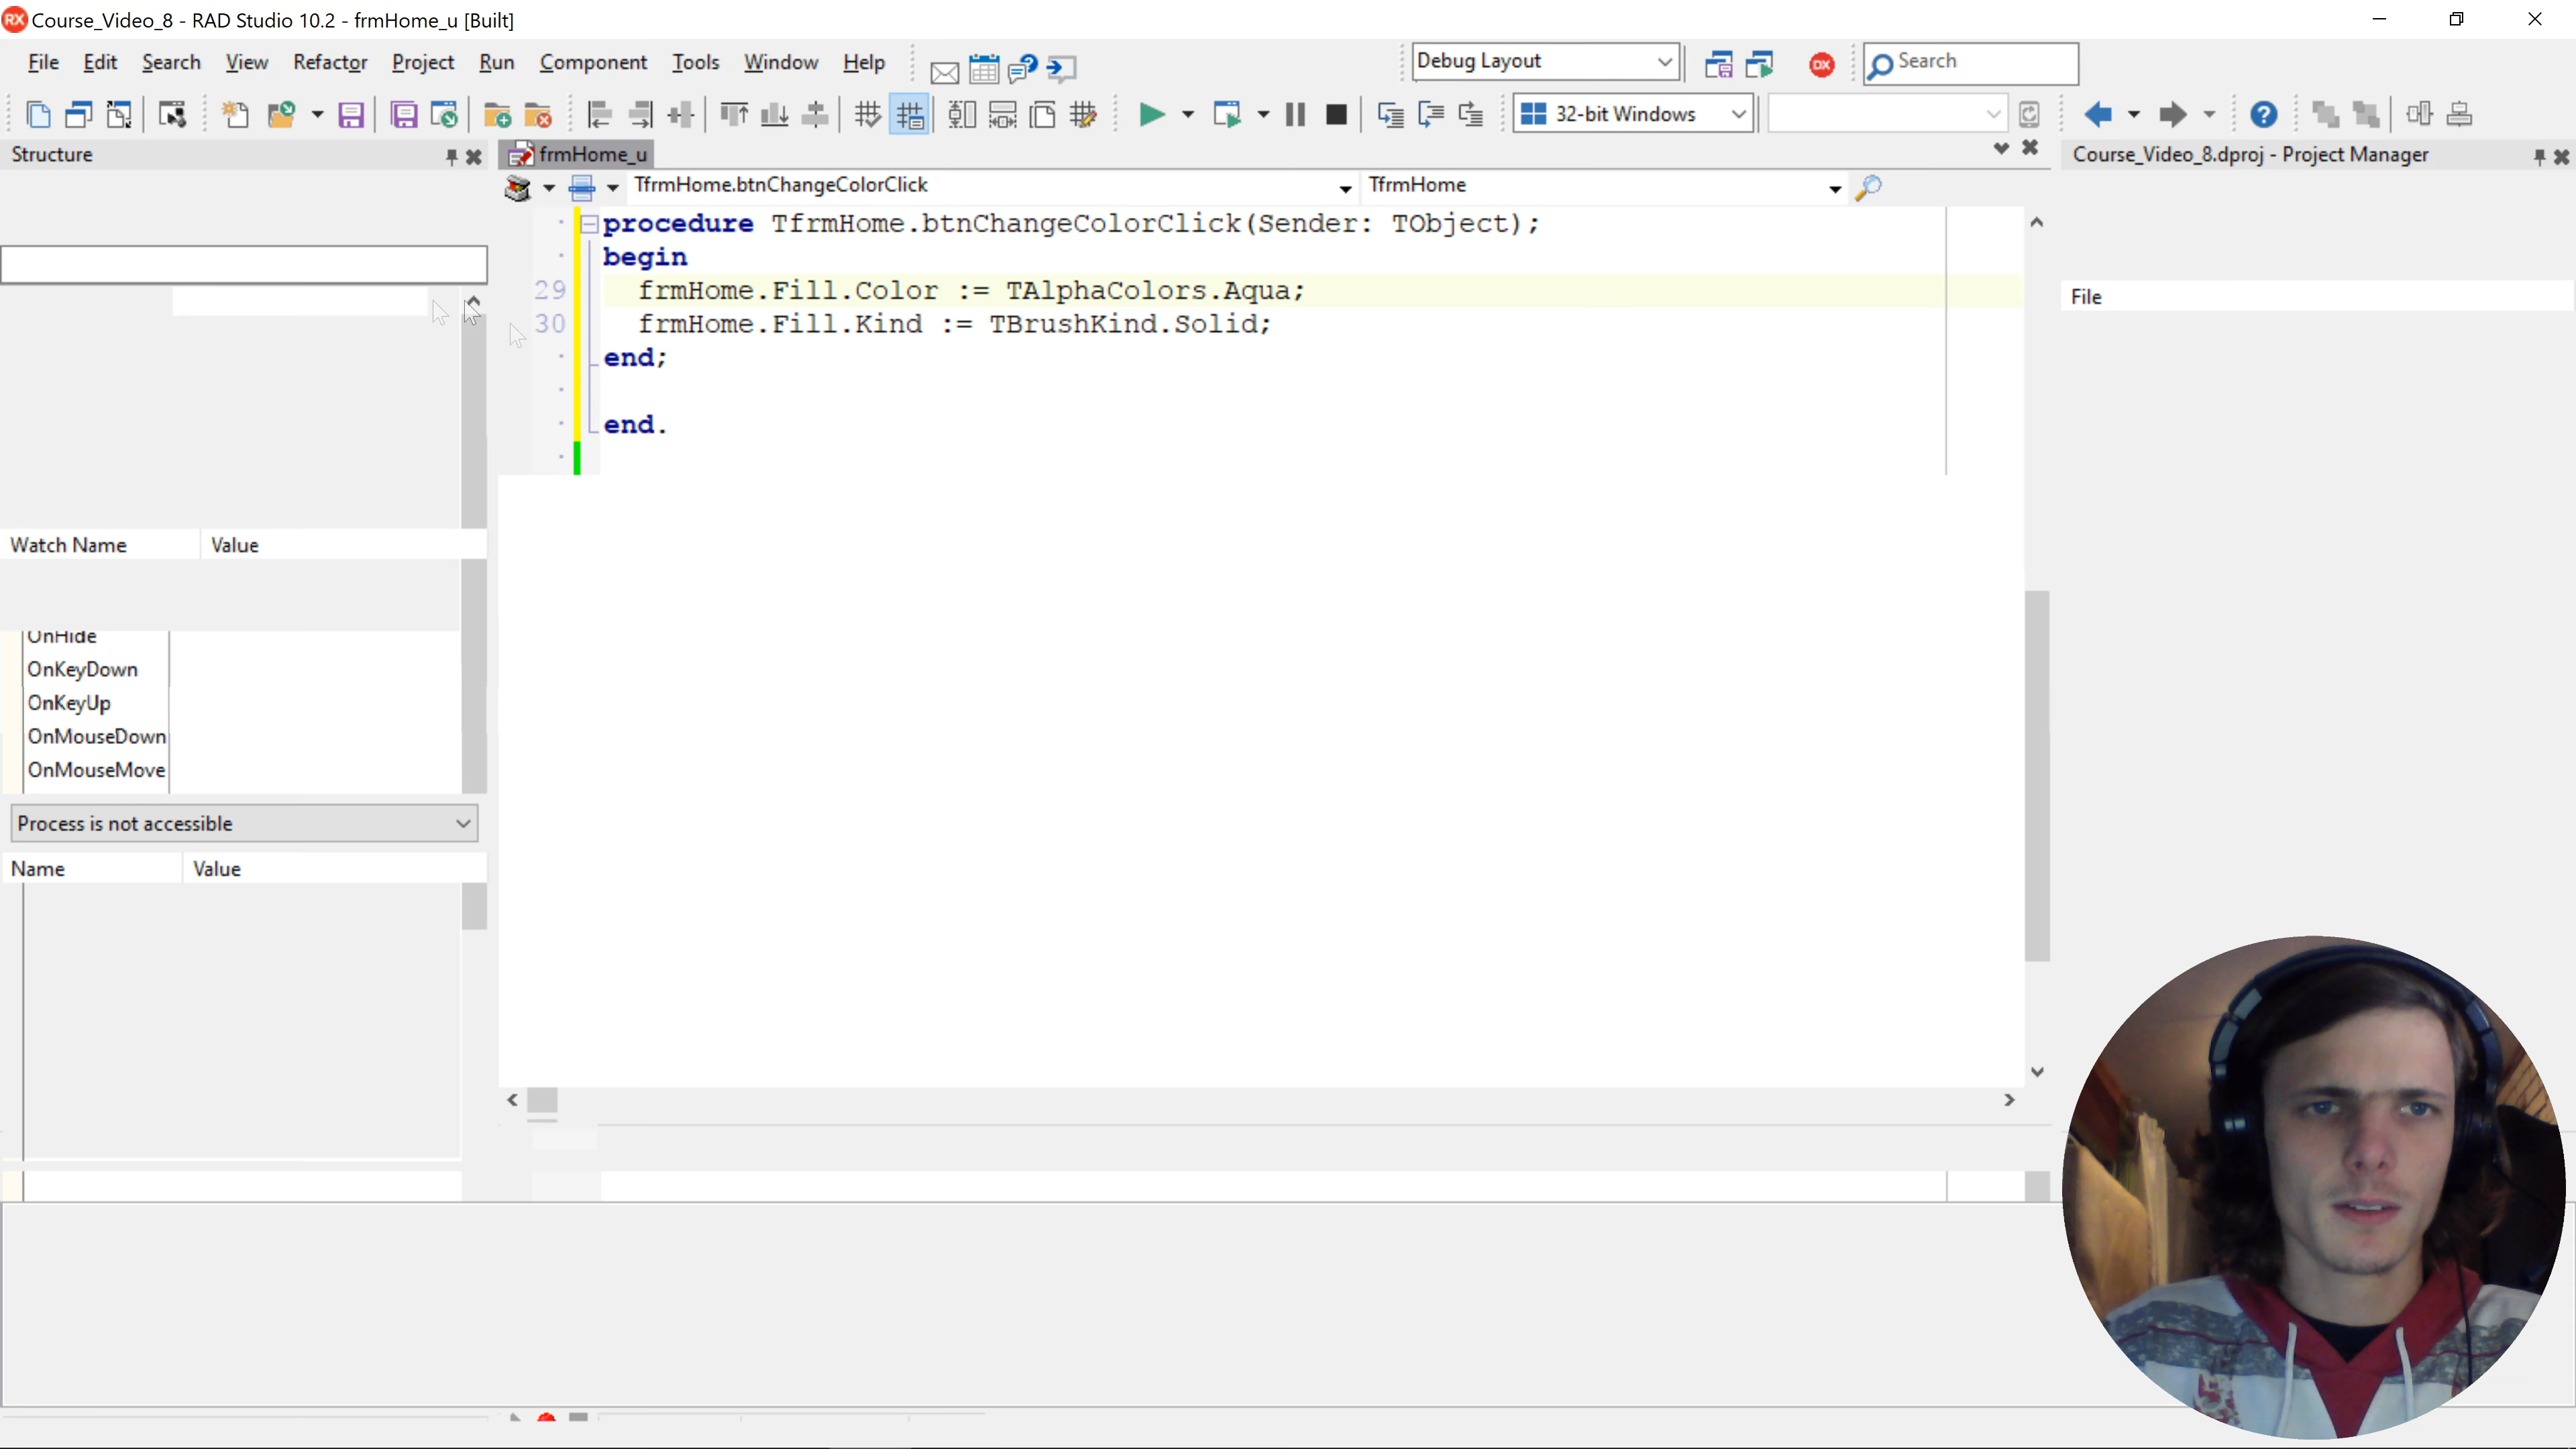 RX Course_Video_8 - RAD Studio 10.2 - frmHome_u [Built]
File Edit Search View Refactor Project Run Component Tools Window Help
Debug Layout
DX
Search
32-bit Windows
Structure
frmHome_u
Course_Video_8.dproj - Project Manager
TfrmHome.btnChangeColorClick
TfrmHome
procedure TfrmHome.btnChangeColorClick(Sender: TObject);
begin
29 frmHome.Fill.Color := TAlphaColors.Aqua;
30 frmHome.Fill.Kind := TBrushKind.Solid;
end;
end.
File
Watch Name Value
OnHide
OnKeyDown
OnKeyUp
OnMouseDown
OnMouseMove
Process is not accessible
Name Value